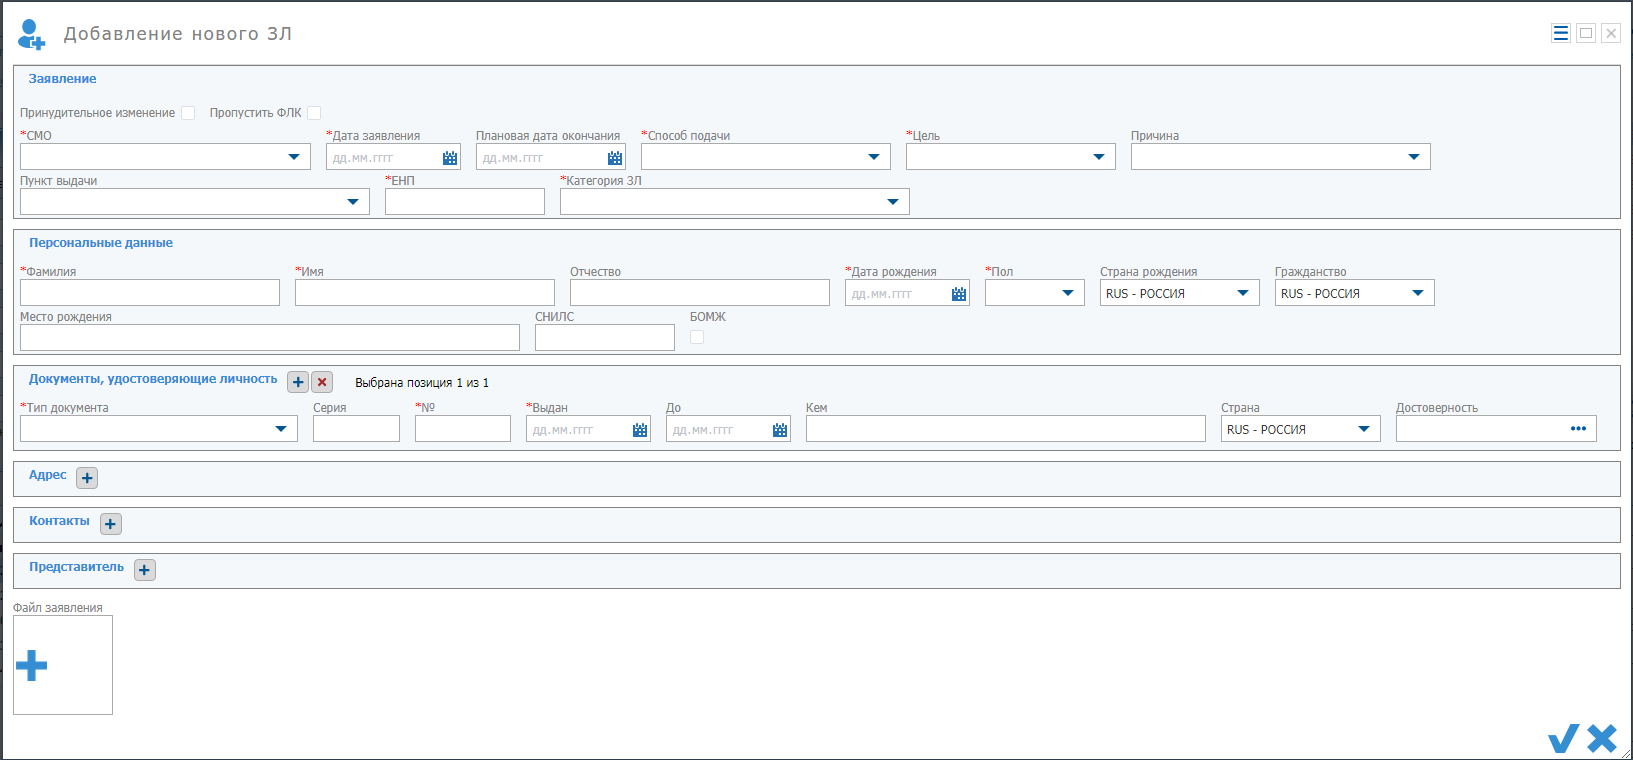 Добавление нового ЗЛ
Заявление
Принудительное изменение Пропустить ФЛК
*СМО *Дата заявления Плановая дата окончания *Способ подачи *Цель Причина
дд.мм.гггг дд.мм.гггг
Пункт выдачи *ЕНП *Категория ЗЛ
Персональные данные
*Фамилия *Имя Отчество *Дата рождения *Пол Страна рождения Гражданство
дд.мм.гггг RUS - РОССИЯ RUS - РОССИЯ
Место рождения СНИЛС БОМЖ
Документы, удостоверяющие личность Выбрана позиция 1 из 1
*Тип документа Серия *№ *Выдан До Кем Страна Достоверность
дд.мм.гггг дд.мм.гггг RUS - РОССИЯ
Адрес
Контакты
Представитель
Файл заявления